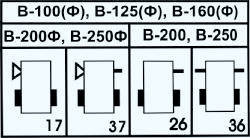 В-100(Ф), В-125(Ф), В-160(Ф)
В-200Ф, В-250Ф В-200, В-250
17 37 26 36